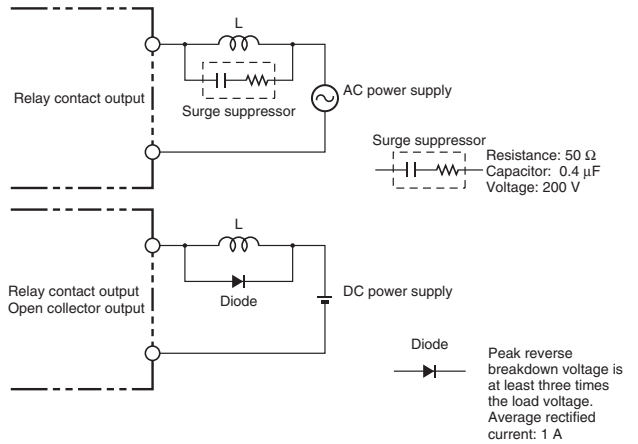 L
Relay contact output
Surge suppressor
AC power supply
Surge suppressor
Resistance: 50 Ω
Capacitor: 0.4 μF
Voltage: 200 V
L
Relay contact output
Open collector output
Diode
DC power supply
Diode
Peak reverse
breakdown voltage is
at least three times
the load voltage.
Average rectified
current: 1 A